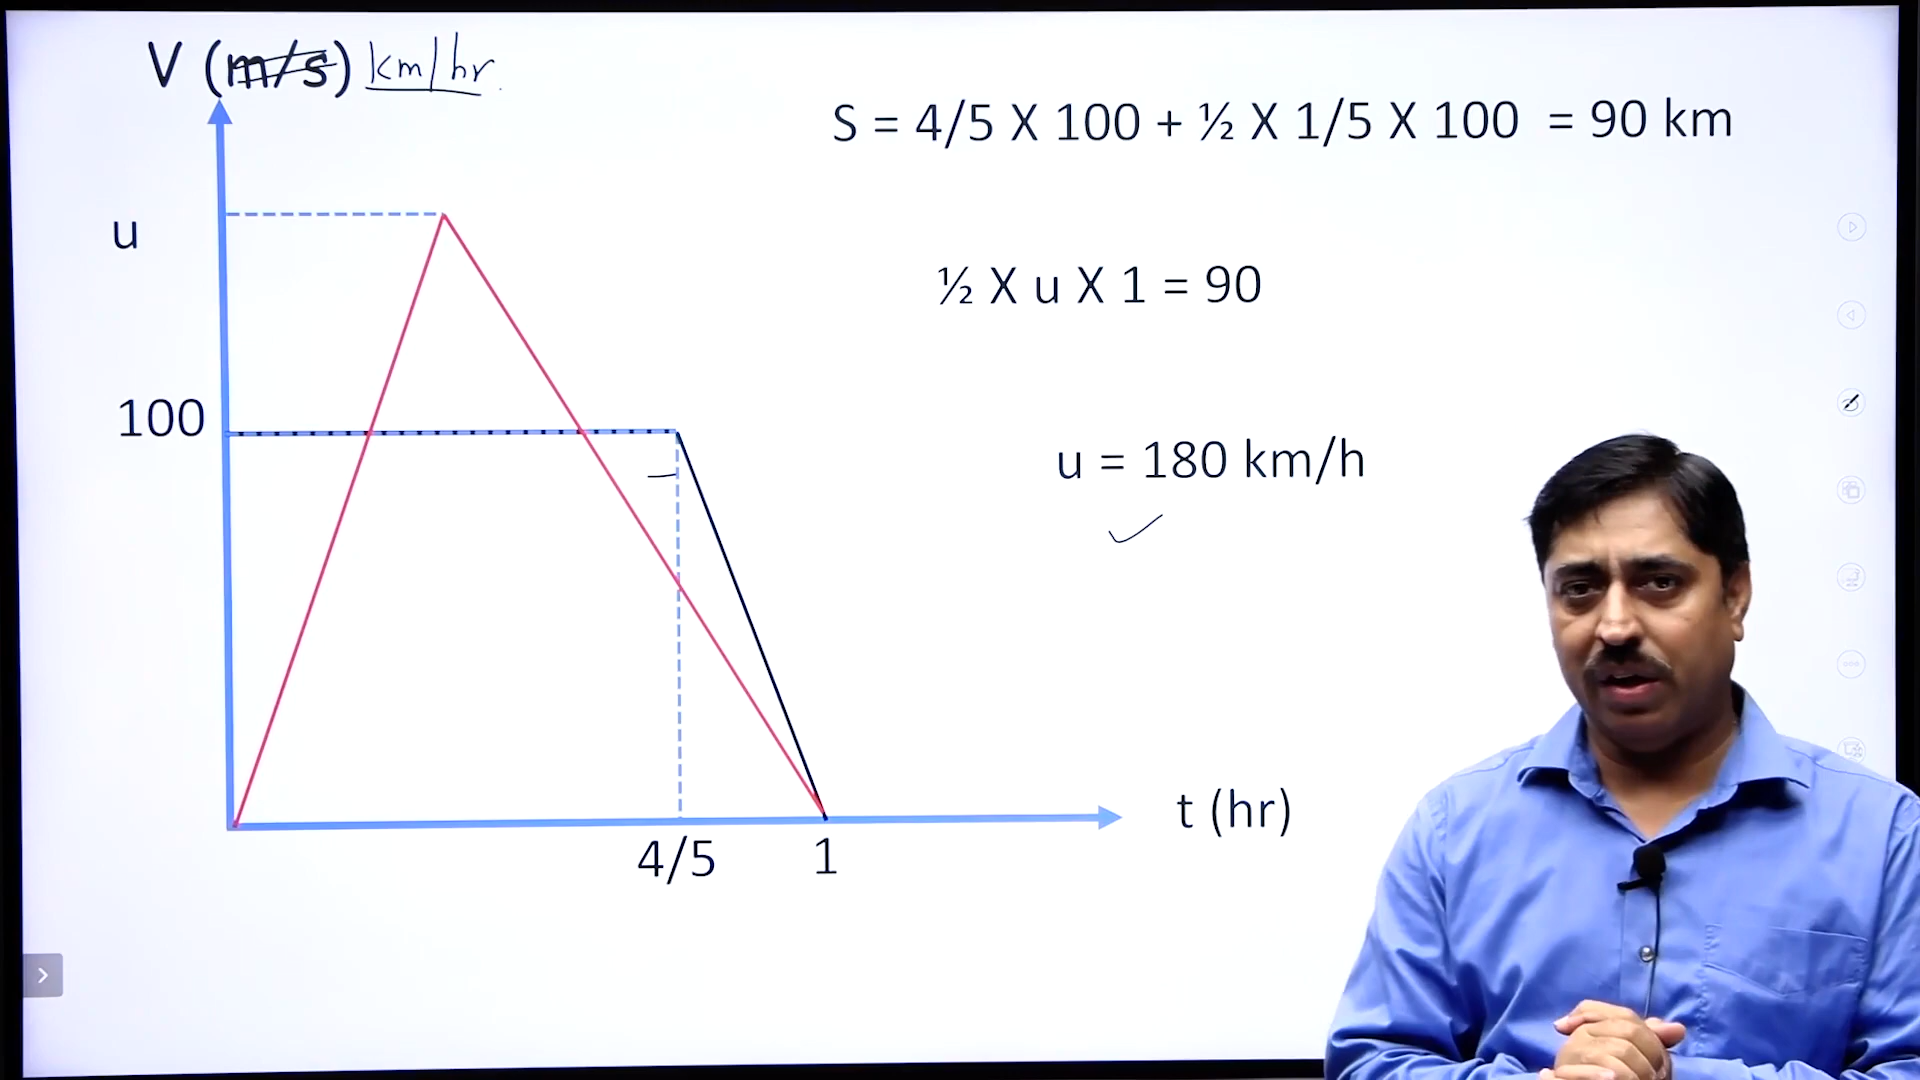 V (m/s) km/hr
S = 4/5 X 100 + ½ X 1/5 X 100 = 90 km
u
½ X u X 1 = 90
100
u = 180 km/h
t (hr)
4/5
1